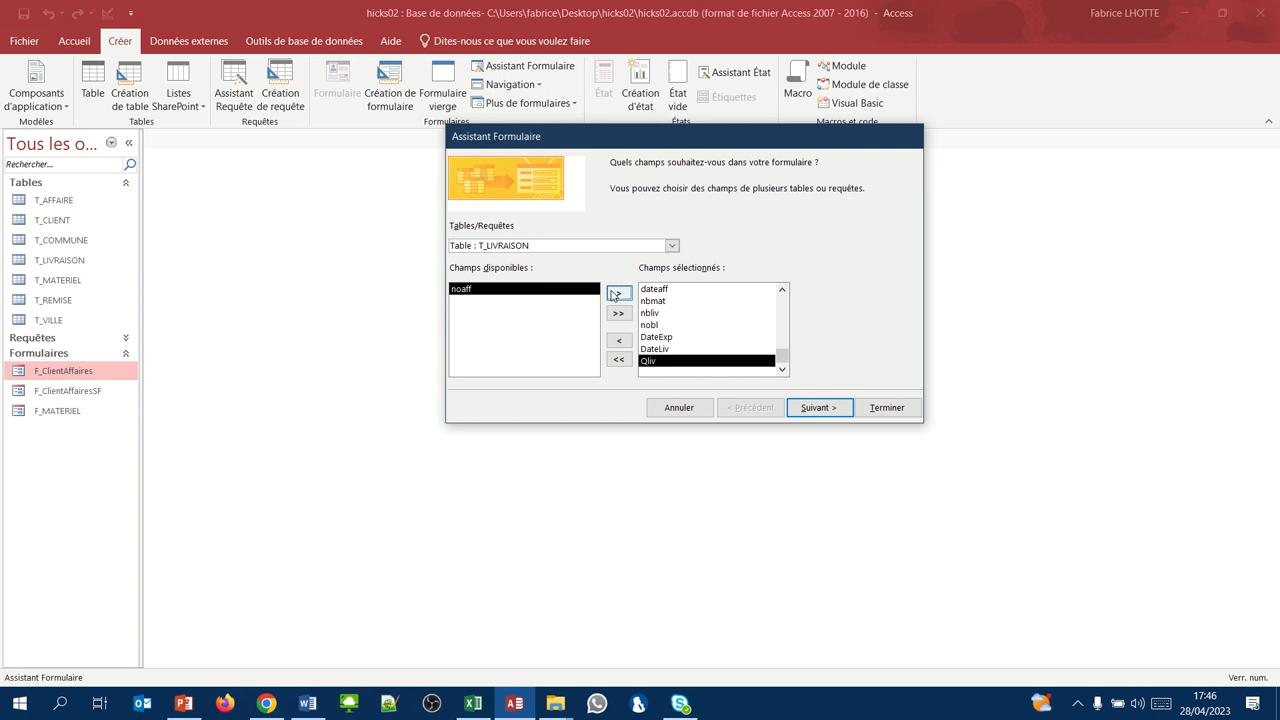 hicks02 : Base de données- C:\Users\fabrice\Desktop\hicks02\hicks02.accdb (format de fichier Access 2007 - 2016) - Access
Fabrice LHOTTE
Fichier
Accueil
Créer
Données externes
Outils de base de données
Aide
Dites-nous ce que vous voulez faire
Composants d'application
Table
Création de table
Listes SharePoint
Assistant Requête
Création de requête
Formulaire
Création de formulaire
Formulaire vierge
Assistant Formulaire
Navigation
Plus de formulaires
État
Création d'état
État vide
Assistant État
Étiquettes
Macro
Module
Module de classe
Visual Basic
Modèles
Tables
Requêtes
Formulaires
États
Macros et code
Tous les o...
Rechercher...
Tables
T_AFFAIRE
T_CLIENT
T_COMMUNE
T_LIVRAISON
T_MATERIEL
T_REMISE
T_VILLE
Requêtes
Formulaires
F_ClientAffaires
F_ClientAffairesSF
F_MATERIEL
Assistant Formulaire
Quels champs souhaitez-vous dans votre formulaire ?
Vous pouvez choisir des champs de plusieurs tables ou requêtes.
Tables/Requêtes
Table : T_LIVRAISON
Champs disponibles :
Champs sélectionnés :
noaff
>
>>
<
<<
dateaff
nbmat
nbliv
nobl
DateExp
DateLiv
Qliv
Annuler
< Précédent
Suivant >
Terminer
Assistant Formulaire
Verr. num.
17:46
28/04/2023